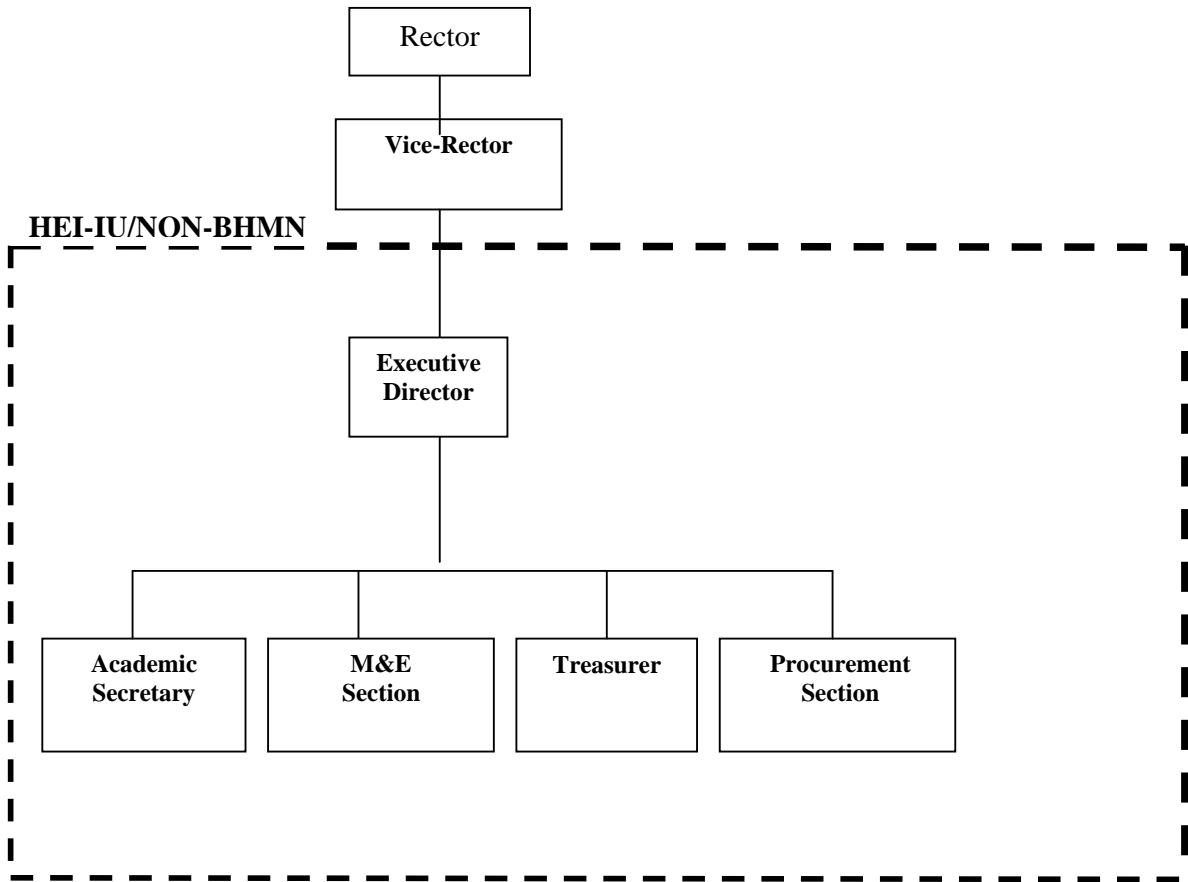 Rector
Vice-Rector
HEI-IU/NON-BHMN
Executive
Director
Academic
Secretary
M&E
Section
Treasurer
Procurement
Section